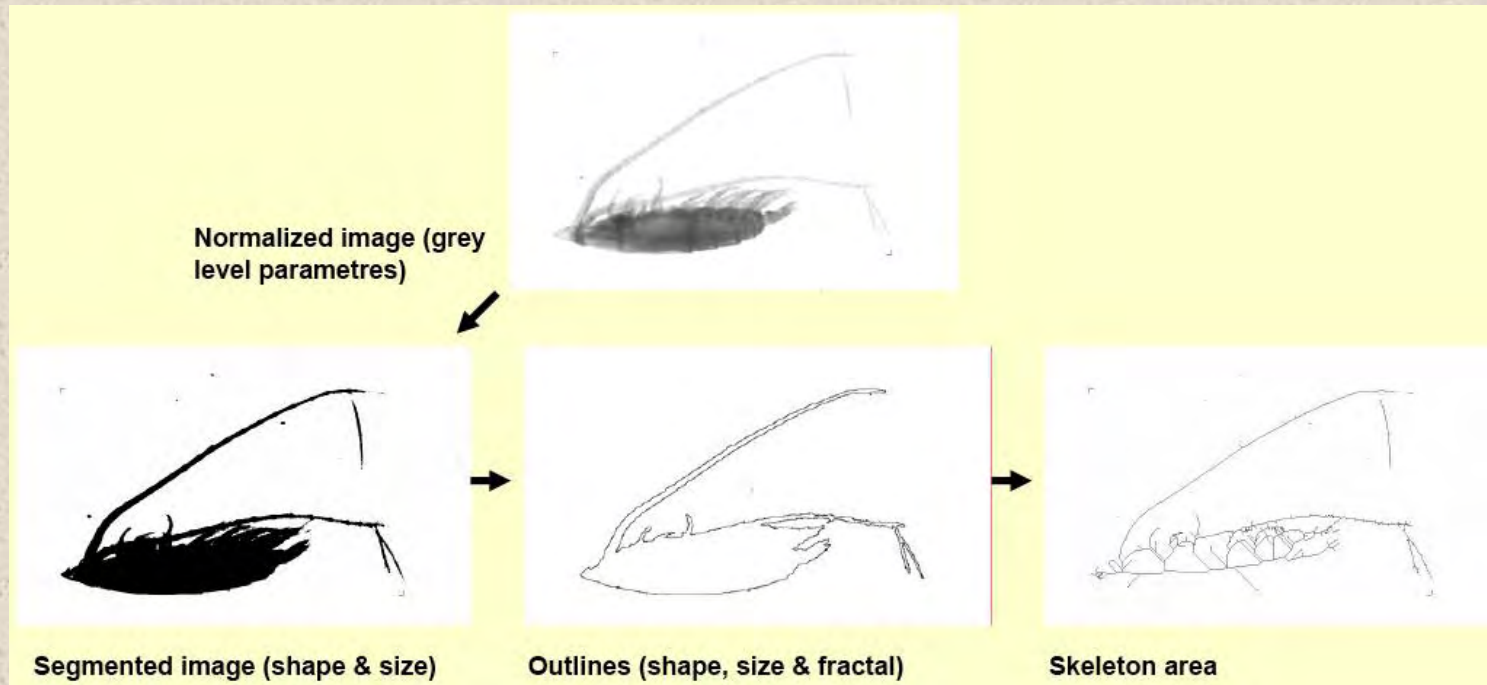 Normalized image (grey
level parametres)
Segmented image (shape & size)
Outlines (shape, size & fractal)
Skeleton area